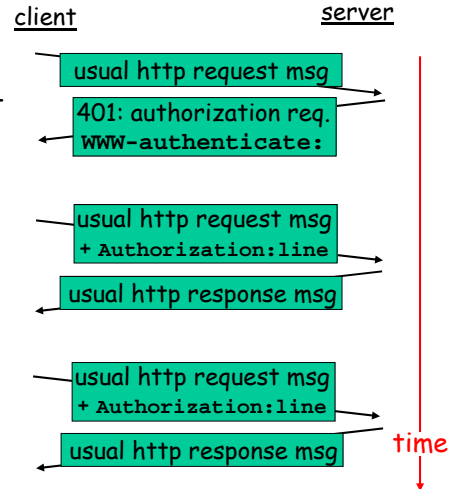 client
server
usual http request msg
401: authorization req.
WWW-authenticate:
usual http request msg
+ Authorization:line
usual http response msg
usual http request msg
+ Authorization:line
usual http response msg
time